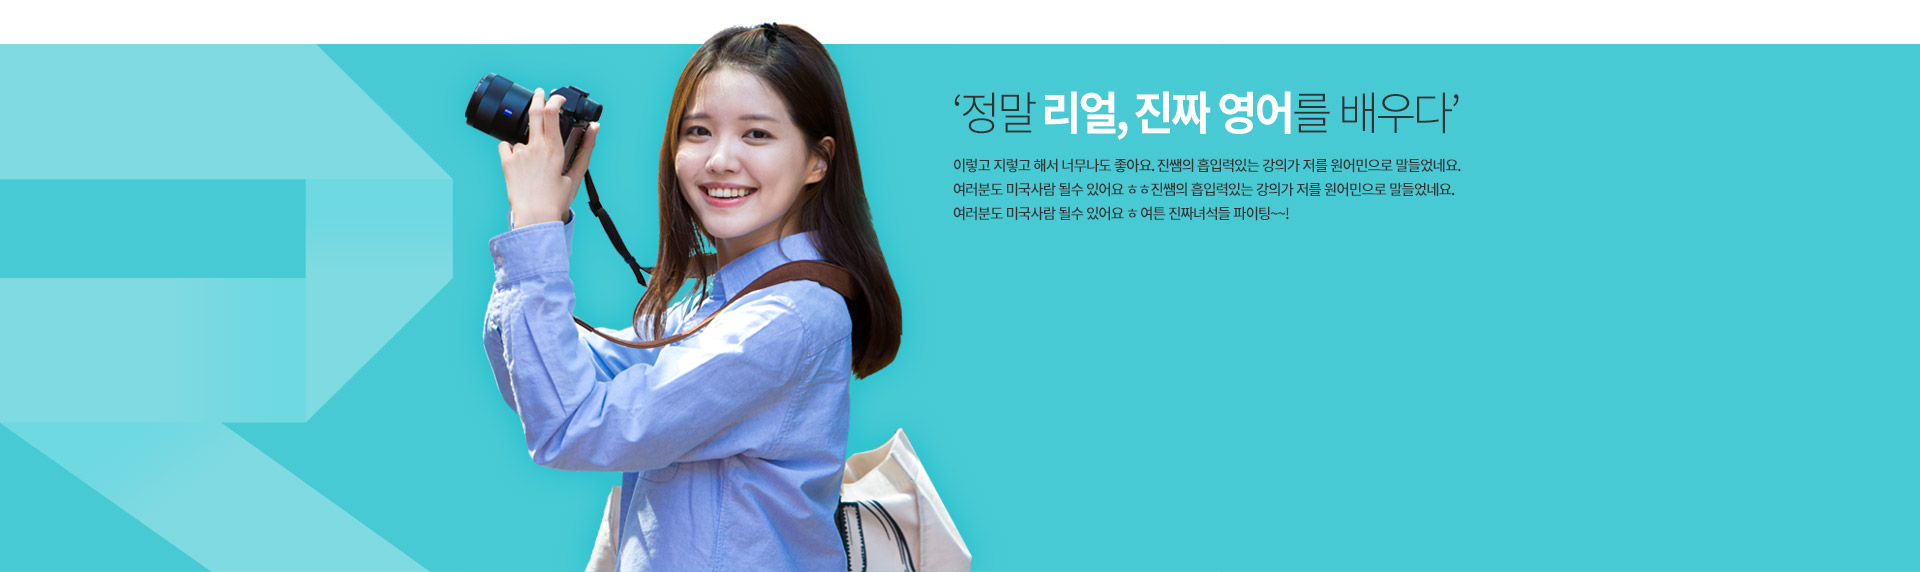 ‘정말 리얼, 진짜 영어를 배우다’
이렇고 지렇고 해서 너무나도 좋아요. 진쌤의 흡입력있는 강의가 저를 원어민으로 말들었네요.
여러분도 미국사람 될수 있어요 ㅎㅎ진쌤의 흡입력있는 강의가 저를 원어민으로 말들었네요.
여러분도 미국사람 될수 있어요 ㅎ 여튼 진짜녀석들 파이팅~~!